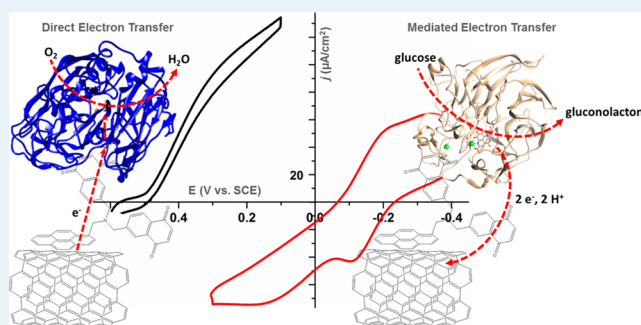 Direct Electron Transfer
Mediated Electron Transfer
O₂
H₂O
j (μA/cm²)
glucose
gluconolacton
20
E (V vs. SCE)
e⁻
0.4
0.2
0.0
-0.2
-0.4
2 e⁻, 2 H⁺